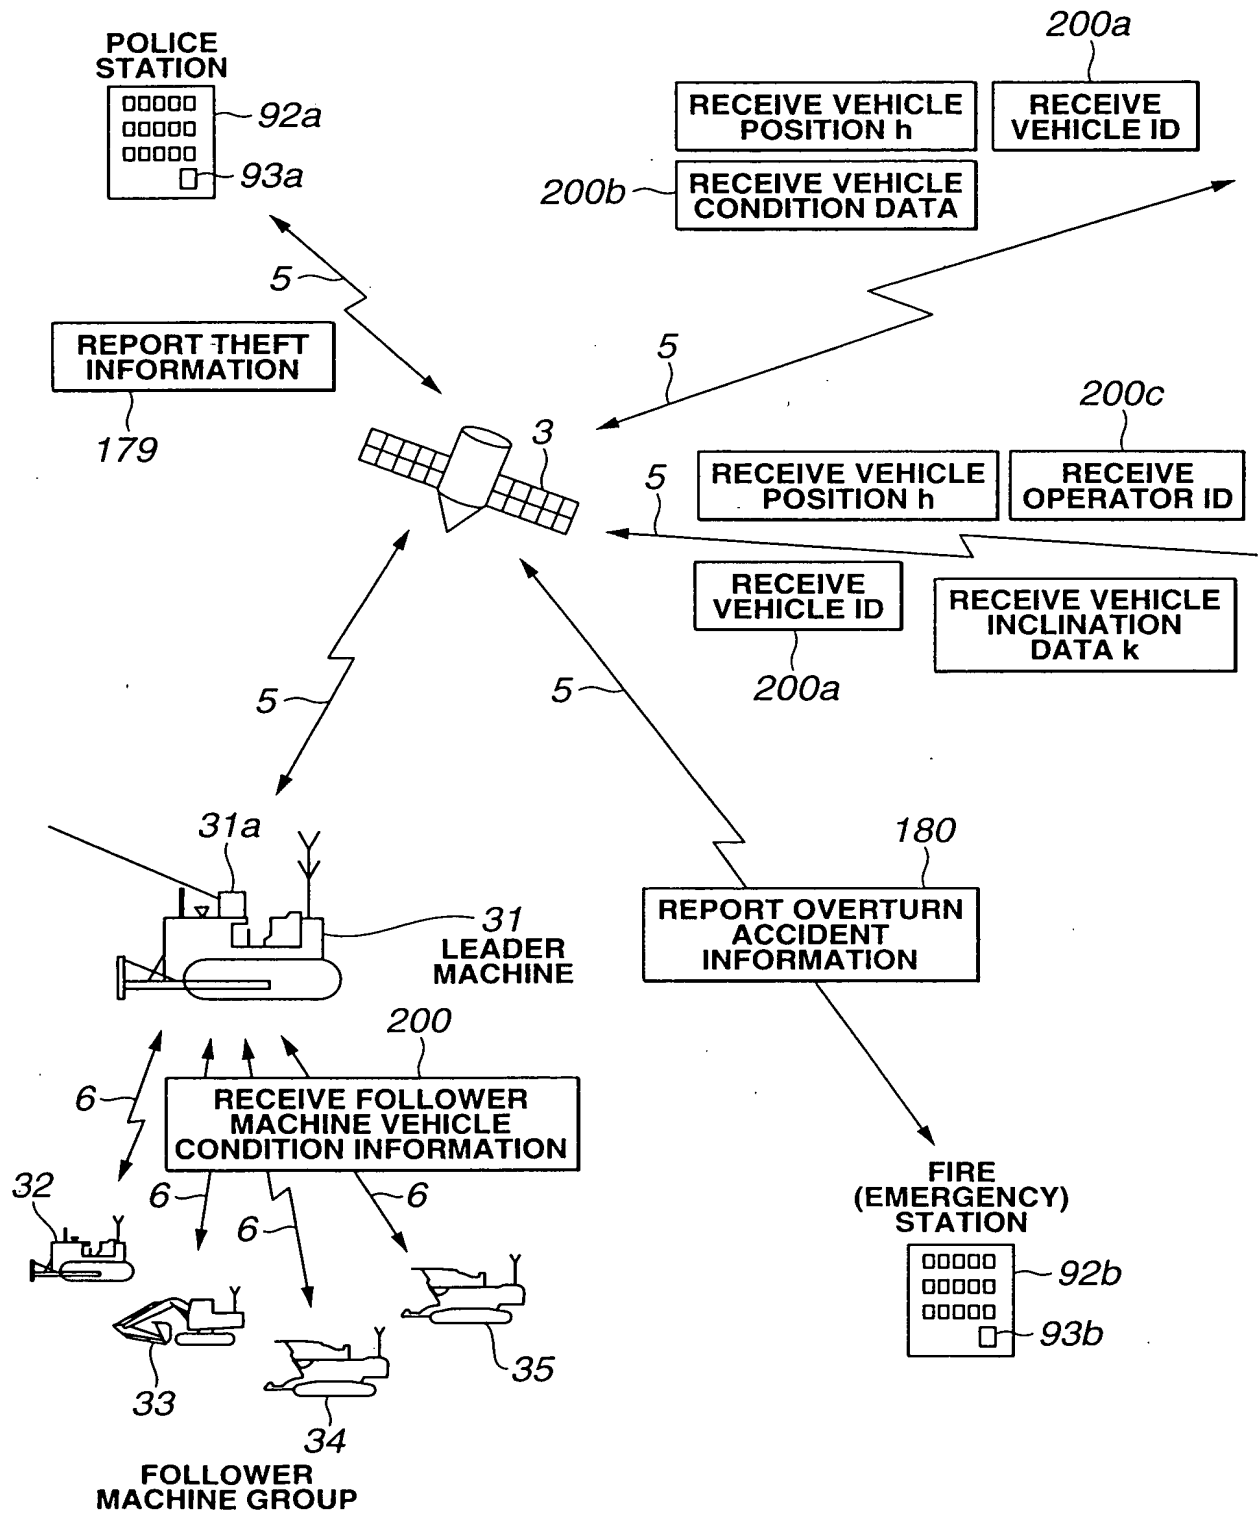 POLICE
STATION
92a
93a
200a
RECEIVE VEHICLE
POSITION h
RECEIVE
VEHICLE ID
200b
RECEIVE VEHICLE
CONDITION DATA
5
REPORT THEFT
INFORMATION
179
5
3
200c
5
RECEIVE VEHICLE
POSITION h
RECEIVE
OPERATOR ID
RECEIVE
VEHICLE ID
200a
RECEIVE VEHICLE
INCLINATION
DATA k
5
5
31a
31
LEADER
MACHINE
180
REPORT OVERTURN
ACCIDENT
INFORMATION
200
RECEIVE FOLLOWER
MACHINE VEHICLE
CONDITION INFORMATION
6
6
6
6
32
33
34
35
FOLLOWER
MACHINE GROUP
FIRE
(EMERGENCY)
STATION
92b
93b